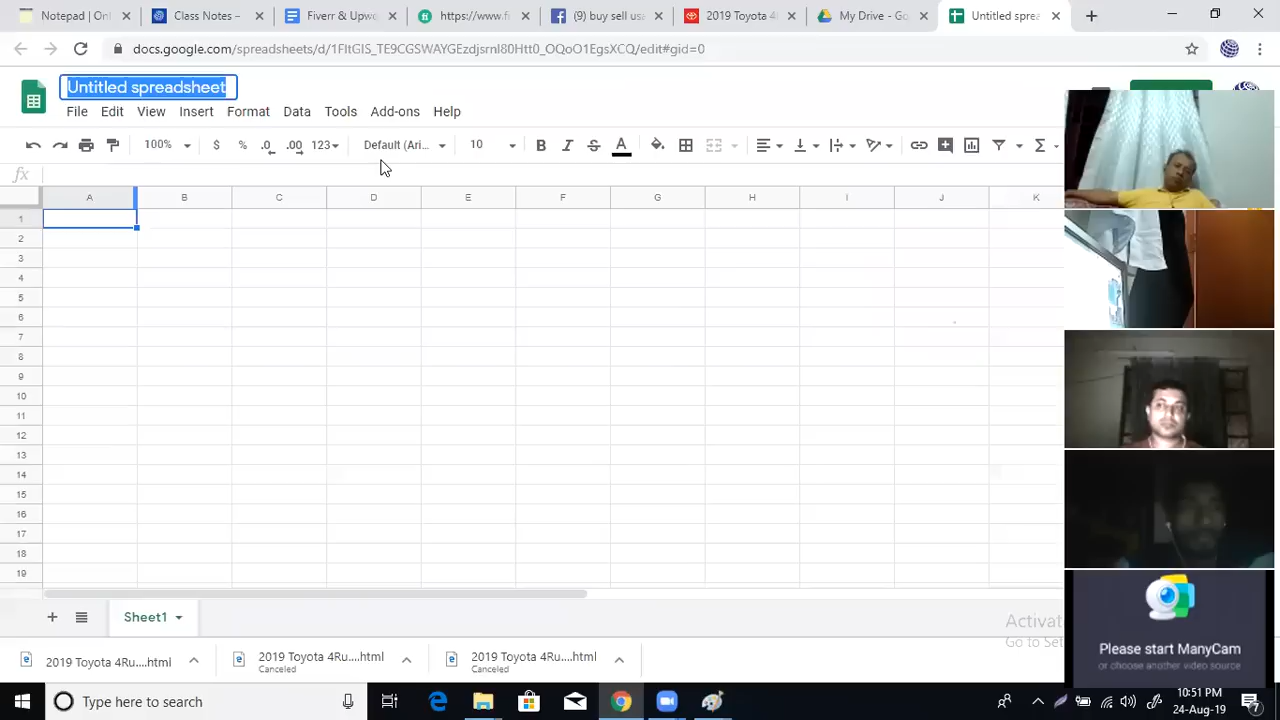 Notepad | Onl
Class Notes -
Fiverr & Upwo
https://www.fi
(9) buy sell usa
2019 Toyota 4
My Drive - Go
Untitled sprea
docs.google.com/spreadsheets/d/1FltGIS_TE9CGSWAYGEzdjsrnI80Htt0_OQoO1EgsXCQ/edit#gid=0
Untitled spreadsheet
File Edit View Insert Format Data Tools Add-ons Help
100% $ % .0 .00 123 Default (Ari... 10 B I S A Σ
fx
A B C D E F G H I J K
1
2
3
4
5
6
7
8
9
10
11
12
13
14
15
16
17
18
19
Sheet1
Activat
Go to Set
Please start ManyCam
or choose another video source
2019 Toyota 4Ru....html
2019 Toyota 4Ru....html
Canceled
2019 Toyota 4Ru....html
Canceled
Type here to search
10:51 PM
24-Aug-19
7